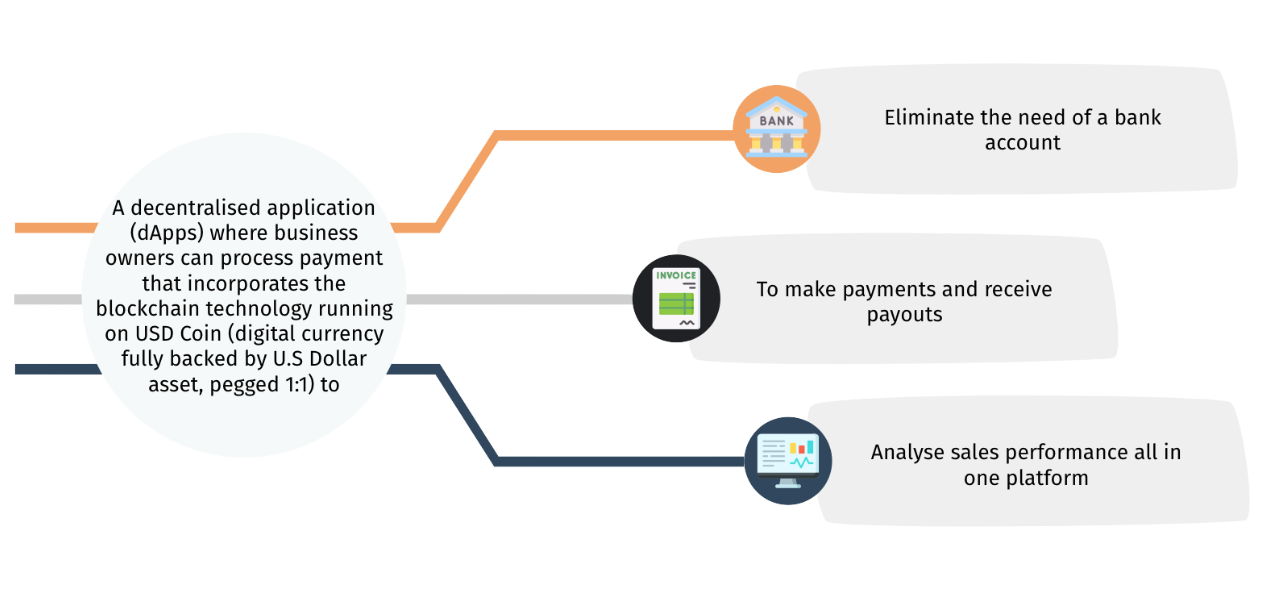 A decentralised application
(dApps) where business
owners can process payment
that incorporates the
blockchain technology running
on USD Coin (digital currency
fully backed by U.S Dollar
asset, pegged 1:1) to
BANK
Eliminate the need of a bank
account
INVOICE
To make payments and receive
payouts
Analyse sales performance all in
one platform